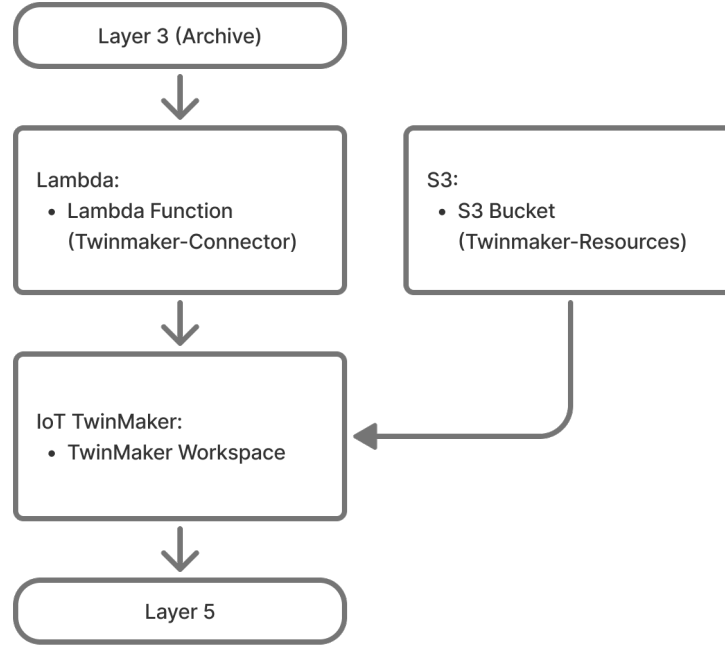 Layer 3 (Archive)
Lambda:
• Lambda Function
(Twinmaker-Connector)
S3:
• S3 Bucket
(Twinmaker-Resources)
IoT TwinMaker:
• TwinMaker Workspace
Layer 5